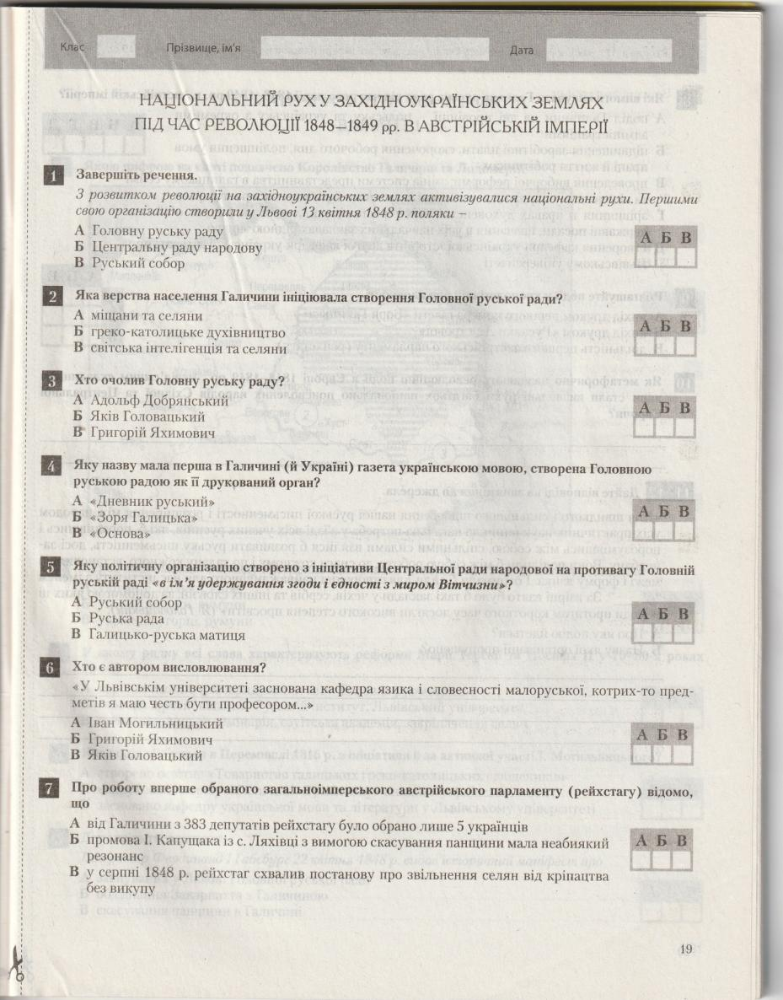 Клас Прізвище, ім’я Дата
НАЦІОНАЛЬНИЙ РУХ У ЗАХІДНОУКРАЇНСЬКИХ ЗЕМЛЯХ
ПІД ЧАС РЕВОЛЮЦІЇ 1848–1849 рр. В АВСТРІЙСЬКІЙ ІМПЕРІЇ
1 Завершіть речення.
З розвитком революції на західноукраїнських землях активізувалися національні рухи. Першими
свою організацію створили у Львові 13 квітня 1848 р. поляки –
А Головну руську раду
Б Центральну раду народову
В Руський собор
А Б В
2 Яка верства населення Галичини ініціювала створення Головної руської ради?
А міщани та селяни
Б греко-католицьке духівництво
В світська інтелігенція та селяни
А Б В
3 Хто очолив Головну руську раду?
А Адольф Добрянський
Б Яків Головацький
В Григорій Яхимович
А Б В
4 Яку назву мала перша в Галичині (й Україні) газета українською мовою, створена Головною
руською радою як її друкований орган?
А «Дневник руський»
Б «Зоря Галицька»
В «Основа»
А Б В
5 Яку політичну організацію створено з ініціативи Центральної ради народової на противагу Головній
руській раді «в ім’я удержування згоди і єдності з миром Вітчизни»?
А Руський собор
Б Руська рада
В Галицько-руська матиця
А Б В
6 Хто є автором висловлювання?
«У Львівськім університеті заснована кафедра язика і словесності малоруської, котрих-то пред-
метів я маю честь бути професором...»
А Іван Могильницький
Б Григорій Яхимович
В Яків Головацький
А Б В
7 Про роботу вперше обраного загальноімперського австрійського парламенту (рейхстагу) відомо,
що
А від Галичини з 383 депутатів рейхстагу було обрано лише 5 українців
Б промова І. Капущака із с. Ляхівці з вимогою скасування панщини мала неабиякий
резонанс
В у серпні 1848 р. рейхстаг схвалив постанову про звільнення селян від кріпацтва
без викупу
А Б В
19